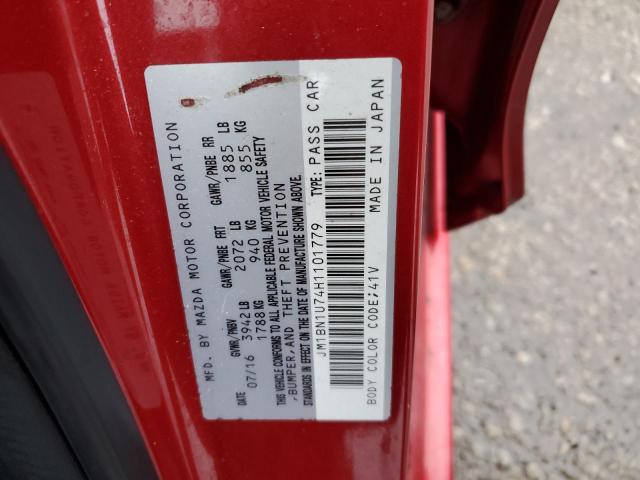 MFD. BY MAZDA MOTOR CORPORATION
GVWR/PNBV GAWR/PNBE FRT GAWR/PNBE RR
DATE
07/16 3942 LB 2072 LB 1885 LB
1788 KG 940 KG 855 KG
THIS VEHICLE CONFORMS TO ALL APPLICABLE FEDERAL MOTOR VEHICLE SAFETY
,BUMPER,AND THEFT PREVENTION
STANDARDS IN EFFECT ON THE DATE OF MANUFACTURE SHOWN ABOVE.
JM1BN1U74H1101779 TYPE: PASS CAR
BODY COLOR CODE;41V MADE IN JAPAN